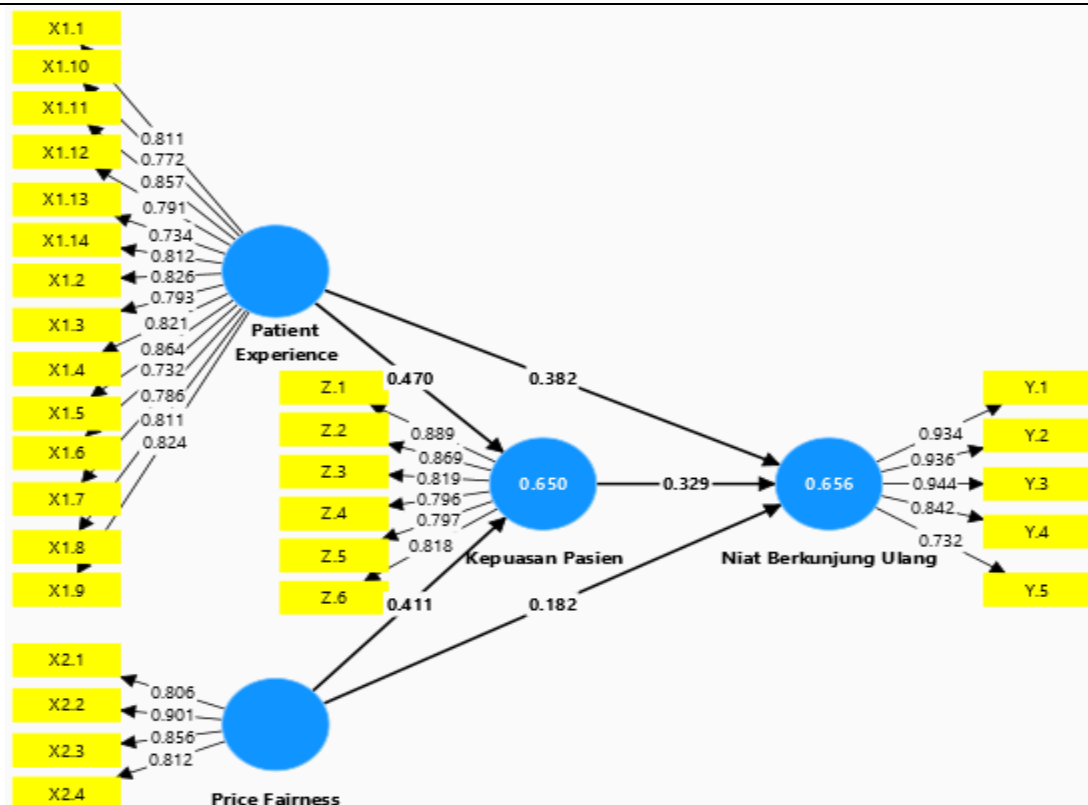 X1.1
X1.10
X1.11
X1.12
X1.13
X1.14
X1.2
X1.3
X1.4
X1.5
X1.6
X1.7
X1.8
X1.9
0.811
0.772
0.857
0.791
0.734
0.812
0.826
0.793
0.821
0.864
0.732
0.786
0.811
0.824
Patient
Experience
0.470
0.382
Z.1
Z.2
Z.3
Z.4
Z.5
Z.6
0.889
0.869
0.819
0.796
0.797
0.818
0.650
Kepuasan Pasien
0.329
0.656
Niat Berkunjung Ulang
0.934
0.936
0.944
0.842
0.732
Y.1
Y.2
Y.3
Y.4
Y.5
0.411
0.182
X2.1
X2.2
X2.3
X2.4
0.806
0.901
0.856
0.812
Price Fairness